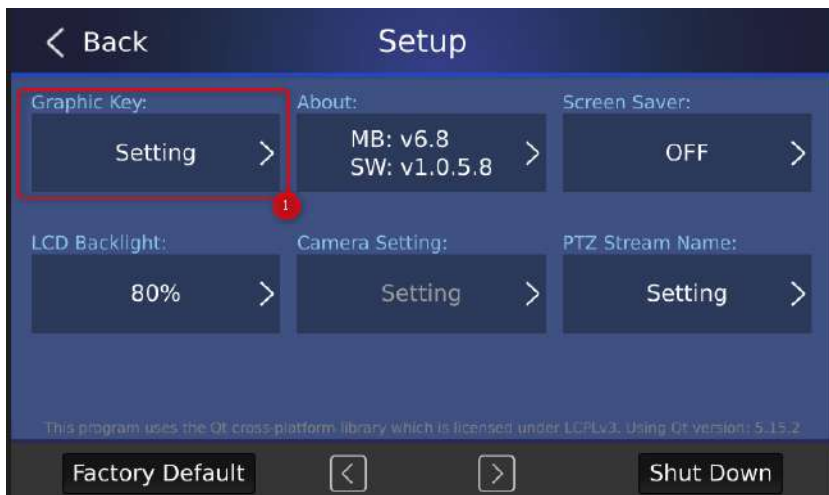 Back
Setup
Graphic Key:
About:
Screen Saver:
Setting
MB: v6.8
SW: v1.0.5.8
OFF
1
LCD Backlight:
Camera Setting:
PTZ Stream Name:
80%
Setting
Setting
This program uses the Qt cross-platform library which is licensed under LGPLv3. Using Qt version: 5.15.2
Factory Default
Shut Down